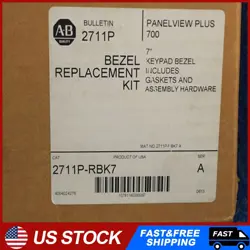 AB
BULLETIN
2711P
PANELVIEW PLUS
700
BEZEL
REPLACEMENT
KIT
7"
KEYPAD BEZEL
INCLUDES
GASKETS AND
ASSEMBLY HARDWARE
CAT
PRODUCT OF USA
SER
2711P-RBK7
A
US STOCK
Fast Free Shipping